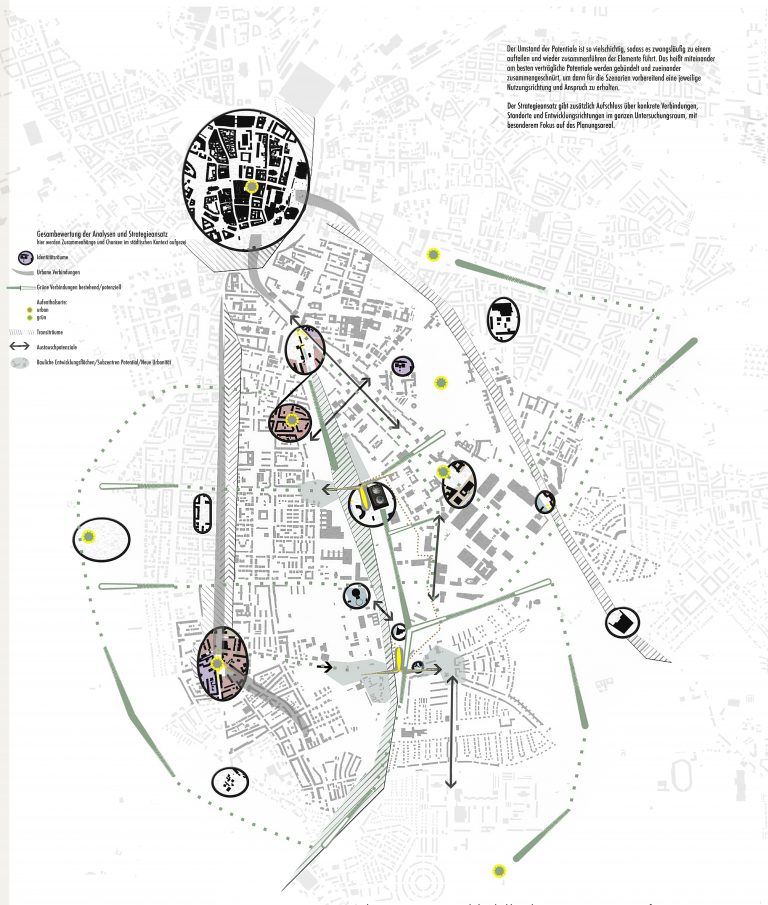 Der Umstand der Potentiale ist so vielschichtig, sodass es zwangsläufig zu einem
aufteilen und wieder zusammenführen der Elemente führt. Das heißt miteinander
am besten verträgliche Potentiale werden gebündelt und zueinander
zusammengeschnürt, um dann für die Szenarien vorbereitend eine jeweilige
Nutzungsrichtung und Anspruch zu erhalten.
Der Strategieansatz gibt zusätzlich Aufschluss über konkrete Verbindungen,
Standorte und Entwicklungsrichtungen im ganzen Untersuchungsraum, mit
besonderem Fokus auf das Planungsareal.
Gesamtbewertung der Analysen und Strategieansatz
hier werden Zusammenhänge und Chancen im städtischen Kontext aufgezeigt
Identitätsräume
Urbane Verbindungen
Grüne Verbindungen bestehend/potenziell
Aufenthaltsorte:
urban
grün
Transiträume
Austauschpotenziale
Bauliche Entwicklungsflächen/Subzentren Potential/Neue Urbanität